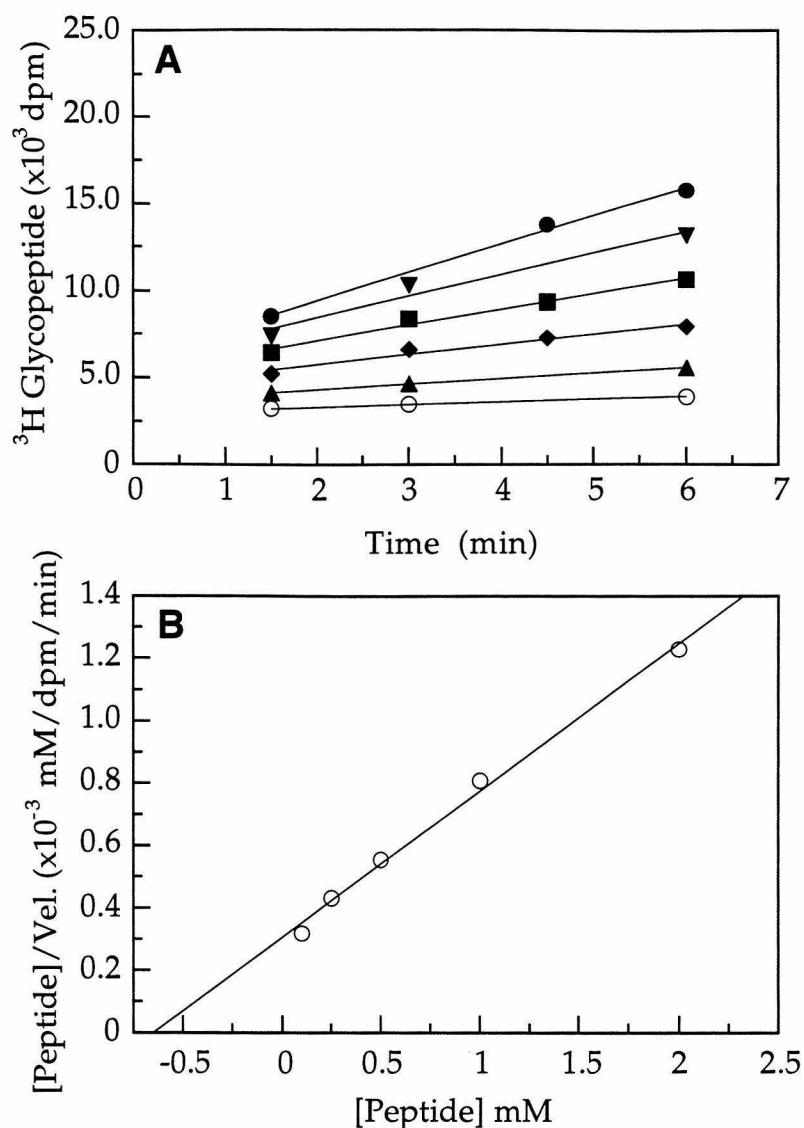 A
³H Glycopeptide (x10³ dpm)
25.0
20.0
15.0
10.0
5.0
0
0 1 2 3 4 5 6 7
Time (min)
B
[Peptide]/Vel. (x10⁻³ mM/dpm/min)
1.4
1.2
1.0
0.8
0.6
0.4
0.2
0
-0.5 0 0.5 1 1.5 2 2.5
[Peptide] mM